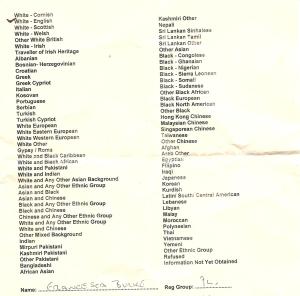 White - Cornish
White - English
White - Scottish
White - Welsh
Other White British
White - Irish
Traveller of Irish Heritage
Albanian
Bosnian- Herzegovinian
Croatian
Greek
Greek Cypriot
Italian
Kosovan
Portuguese
Serbian
Turkish
Turkish Cypriot
White European
White Eastern European
White Western European
White Other
Gypsy / Roma
White and Black Caribbean
White and Black African
White and Pakistani
White and Indian
White and Any Other Asian Background
White and Any Other Ethnic Group
Asian and Black
Asian and Chinese
Asian and Any Other Ethnic Group
Black and Chinese
Black and Any Other Ethnic Group
Chinese and Any Other Ethnic Group
White and Chinese
Other Mixed Background
Indian
Mirpuri Pakistani
Kashmiri Pakistani
Other Pakistani
Bangladeshi
African Asian
Kashmiri Other
Nepali
Sri Lankan Sinhalese
Sri Lankan Tamil
Sri Lankan Other
Other Asian
Black - Congolese
Black - Ghanaian
Black - Nigerian
Black - Sierra Leonean
Black - Somali
Black - Sudanese
Other Black African
Black European
Black North American
Other Black
Hong Kong Chinese
Malaysian Chinese
Singaporean Chinese
Taiwanese
Other Chinese
Afghan
Arab Other
Egyptian
Filipino
Iraqi
Japanese
Korean
Kurdish
Latin/ South/ Central American
Lebanese
Libyan
Malay
Moroccan
Polynesian
Thai
Vietnamese
Yemeni
Other Ethnic Group
Refused
Information Not Yet Obtained
Name: FRANCESCA Reg Group: